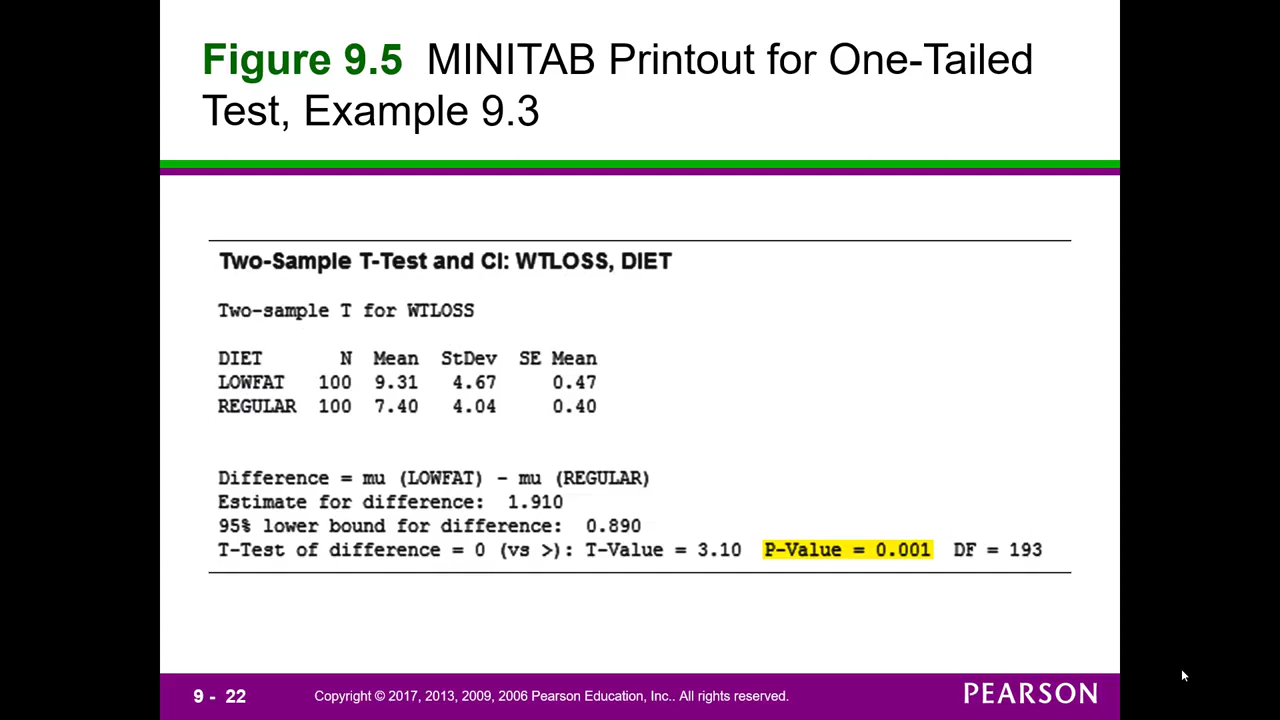 Figure 9.5 MINITAB Printout for One-Tailed
Test, Example 9.3
Two-Sample T-Test and CI: WTLOSS, DIET
Two-sample T for WTLOSS
DIET N Mean StDev SE Mean
LOWFAT 100 9.31 4.67 0.47
REGULAR 100 7.40 4.04 0.40
Difference = mu (LOWFAT) - mu (REGULAR)
Estimate for difference: 1.910
95% lower bound for difference: 0.890
T-Test of difference = 0 (vs >): T-Value = 3.10 P-Value = 0.001 DF = 193
9 - 22 Copyright © 2017, 2013, 2009, 2006 Pearson Education, Inc.. All rights reserved. PEARSON